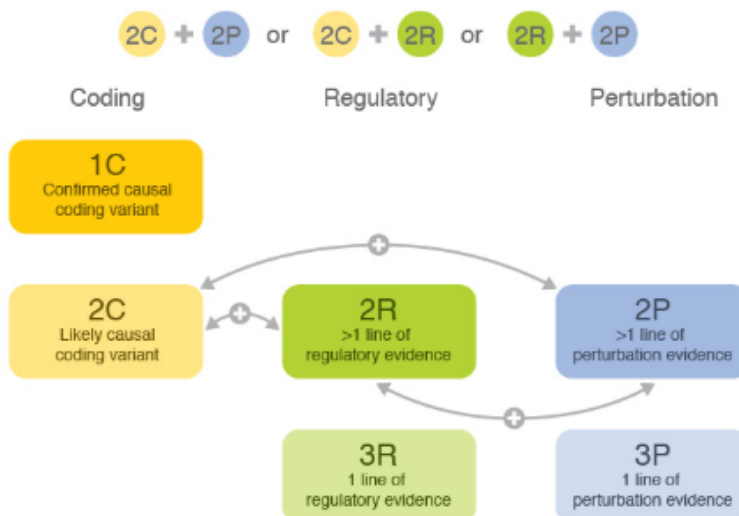 2C + 2P or 2C + 2R or 2R + 2P
Coding Regulatory Perturbation
1C
Confirmed causal
coding variant
2C
Likely causal
coding variant
2R
>1 line of
regulatory evidence
2P
>1 line of
perturbation evidence
3R
1 line of
regulatory evidence
3P
1 line of
perturbation evidence